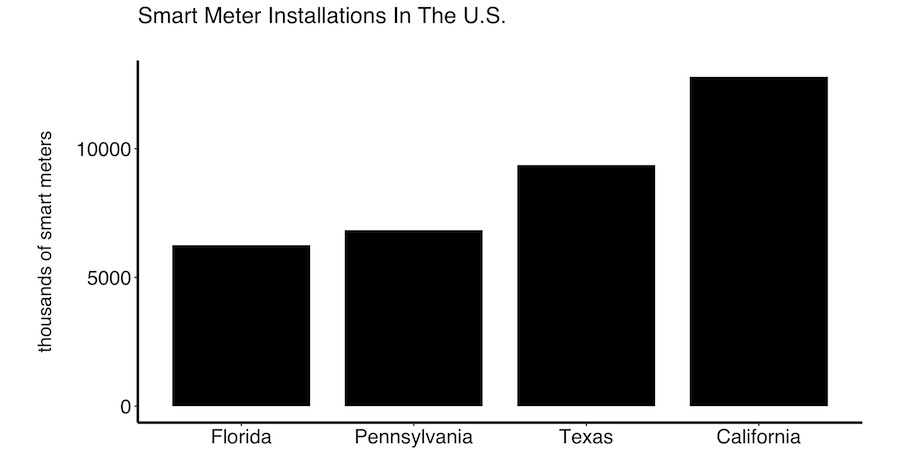 Smart Meter Installations In The U.S.
thousands of smart meters
10000
5000
0
Florida Pennsylvania Texas California